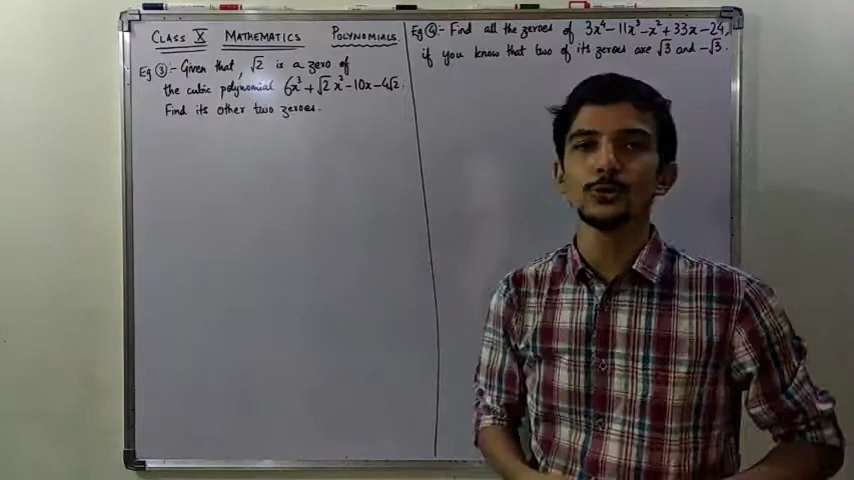 CLASS X MATHEMATICS POLYNOMIALS
Eg ③:- Given that, √2 is a zero of
the cubic polynomial 6x³ + √2 x² - 10x - 4√2.
Find its other two zeroes.
Eg ④:- Find all the zeroes of 3x⁴ - 11x³ - x² + 33x - 24,
if you know that two of its zeroes are √3 and -√3.